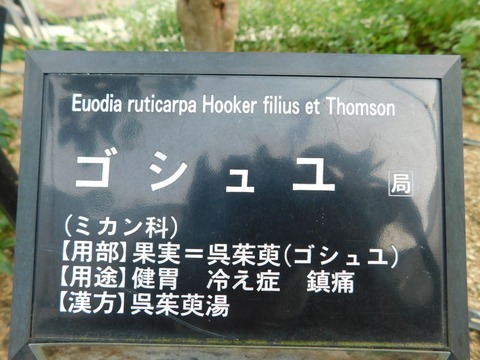 Euodia ruticarpa Hooker filius et Thomson
ゴシュユ 局
(ミカン科)
【用部】果実＝呉茱萸(ゴシュユ)
【用途】健胃　冷え症　鎮痛
【漢方】呉茱萸湯